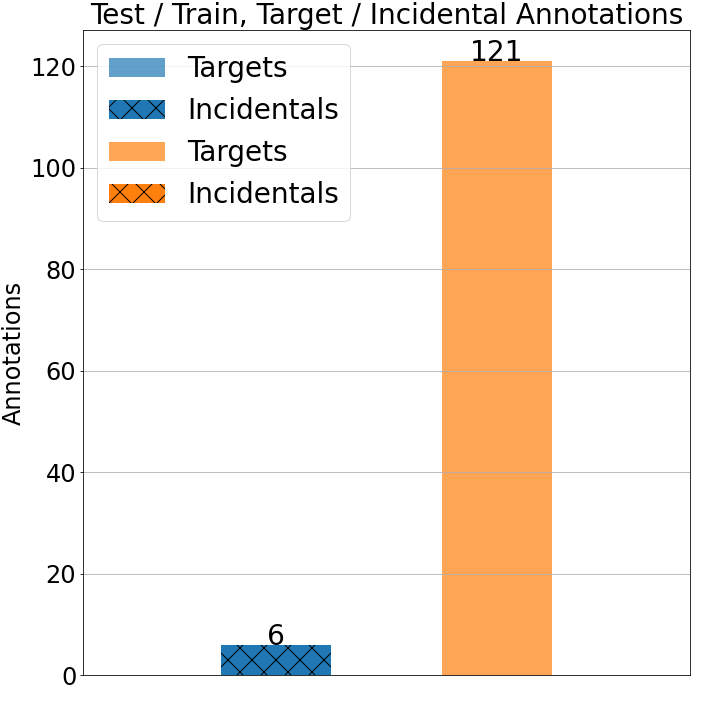 Test / Train, Target / Incidental Annotations
121
120
Targets
Incidentals
100
Targets
Incidentals
80
Annotations
60
40
20
6
0